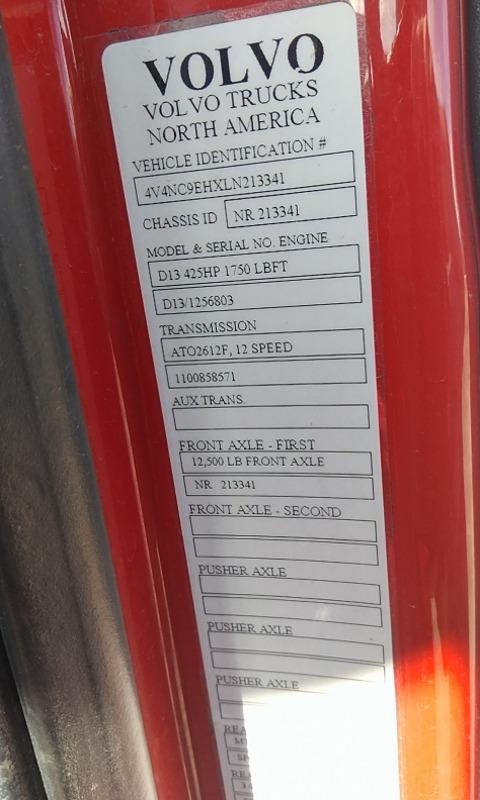 VOLVO
VOLVO TRUCKS
NORTH AMERICA
VEHICLE IDENTIFICATION #
4V4NC9EHXLN213341
CHASSIS ID NR 213341
MODEL & SERIAL NO. ENGINE
D13 425HP 1750 LBFT
D13/1256803
TRANSMISSION
ATO2612F, 12 SPEED
1100858571
AUX TRANS.
FRONT AXLE - FIRST
12,500 LB FRONT AXLE
NR 213341
FRONT AXLE - SECOND
PUSHER AXLE
PUSHER AXLE
PUSHER AXLE